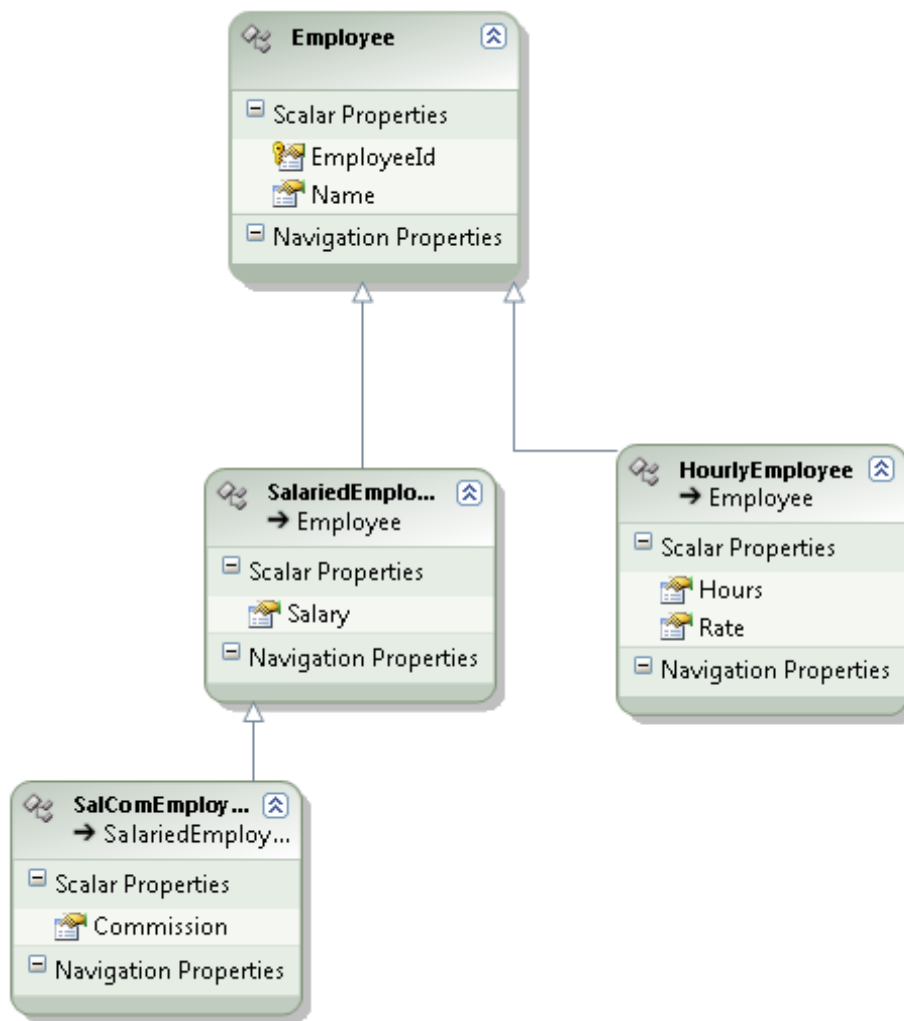 Employee
Scalar Properties
EmployeeId
Name
Navigation Properties
SalariedEmplo...
→ Employee
Scalar Properties
Salary
Navigation Properties
HourlyEmployee
→ Employee
Scalar Properties
Hours
Rate
Navigation Properties
SalComEmploy...
→ SalariedEmploy...
Scalar Properties
Commission
Navigation Properties